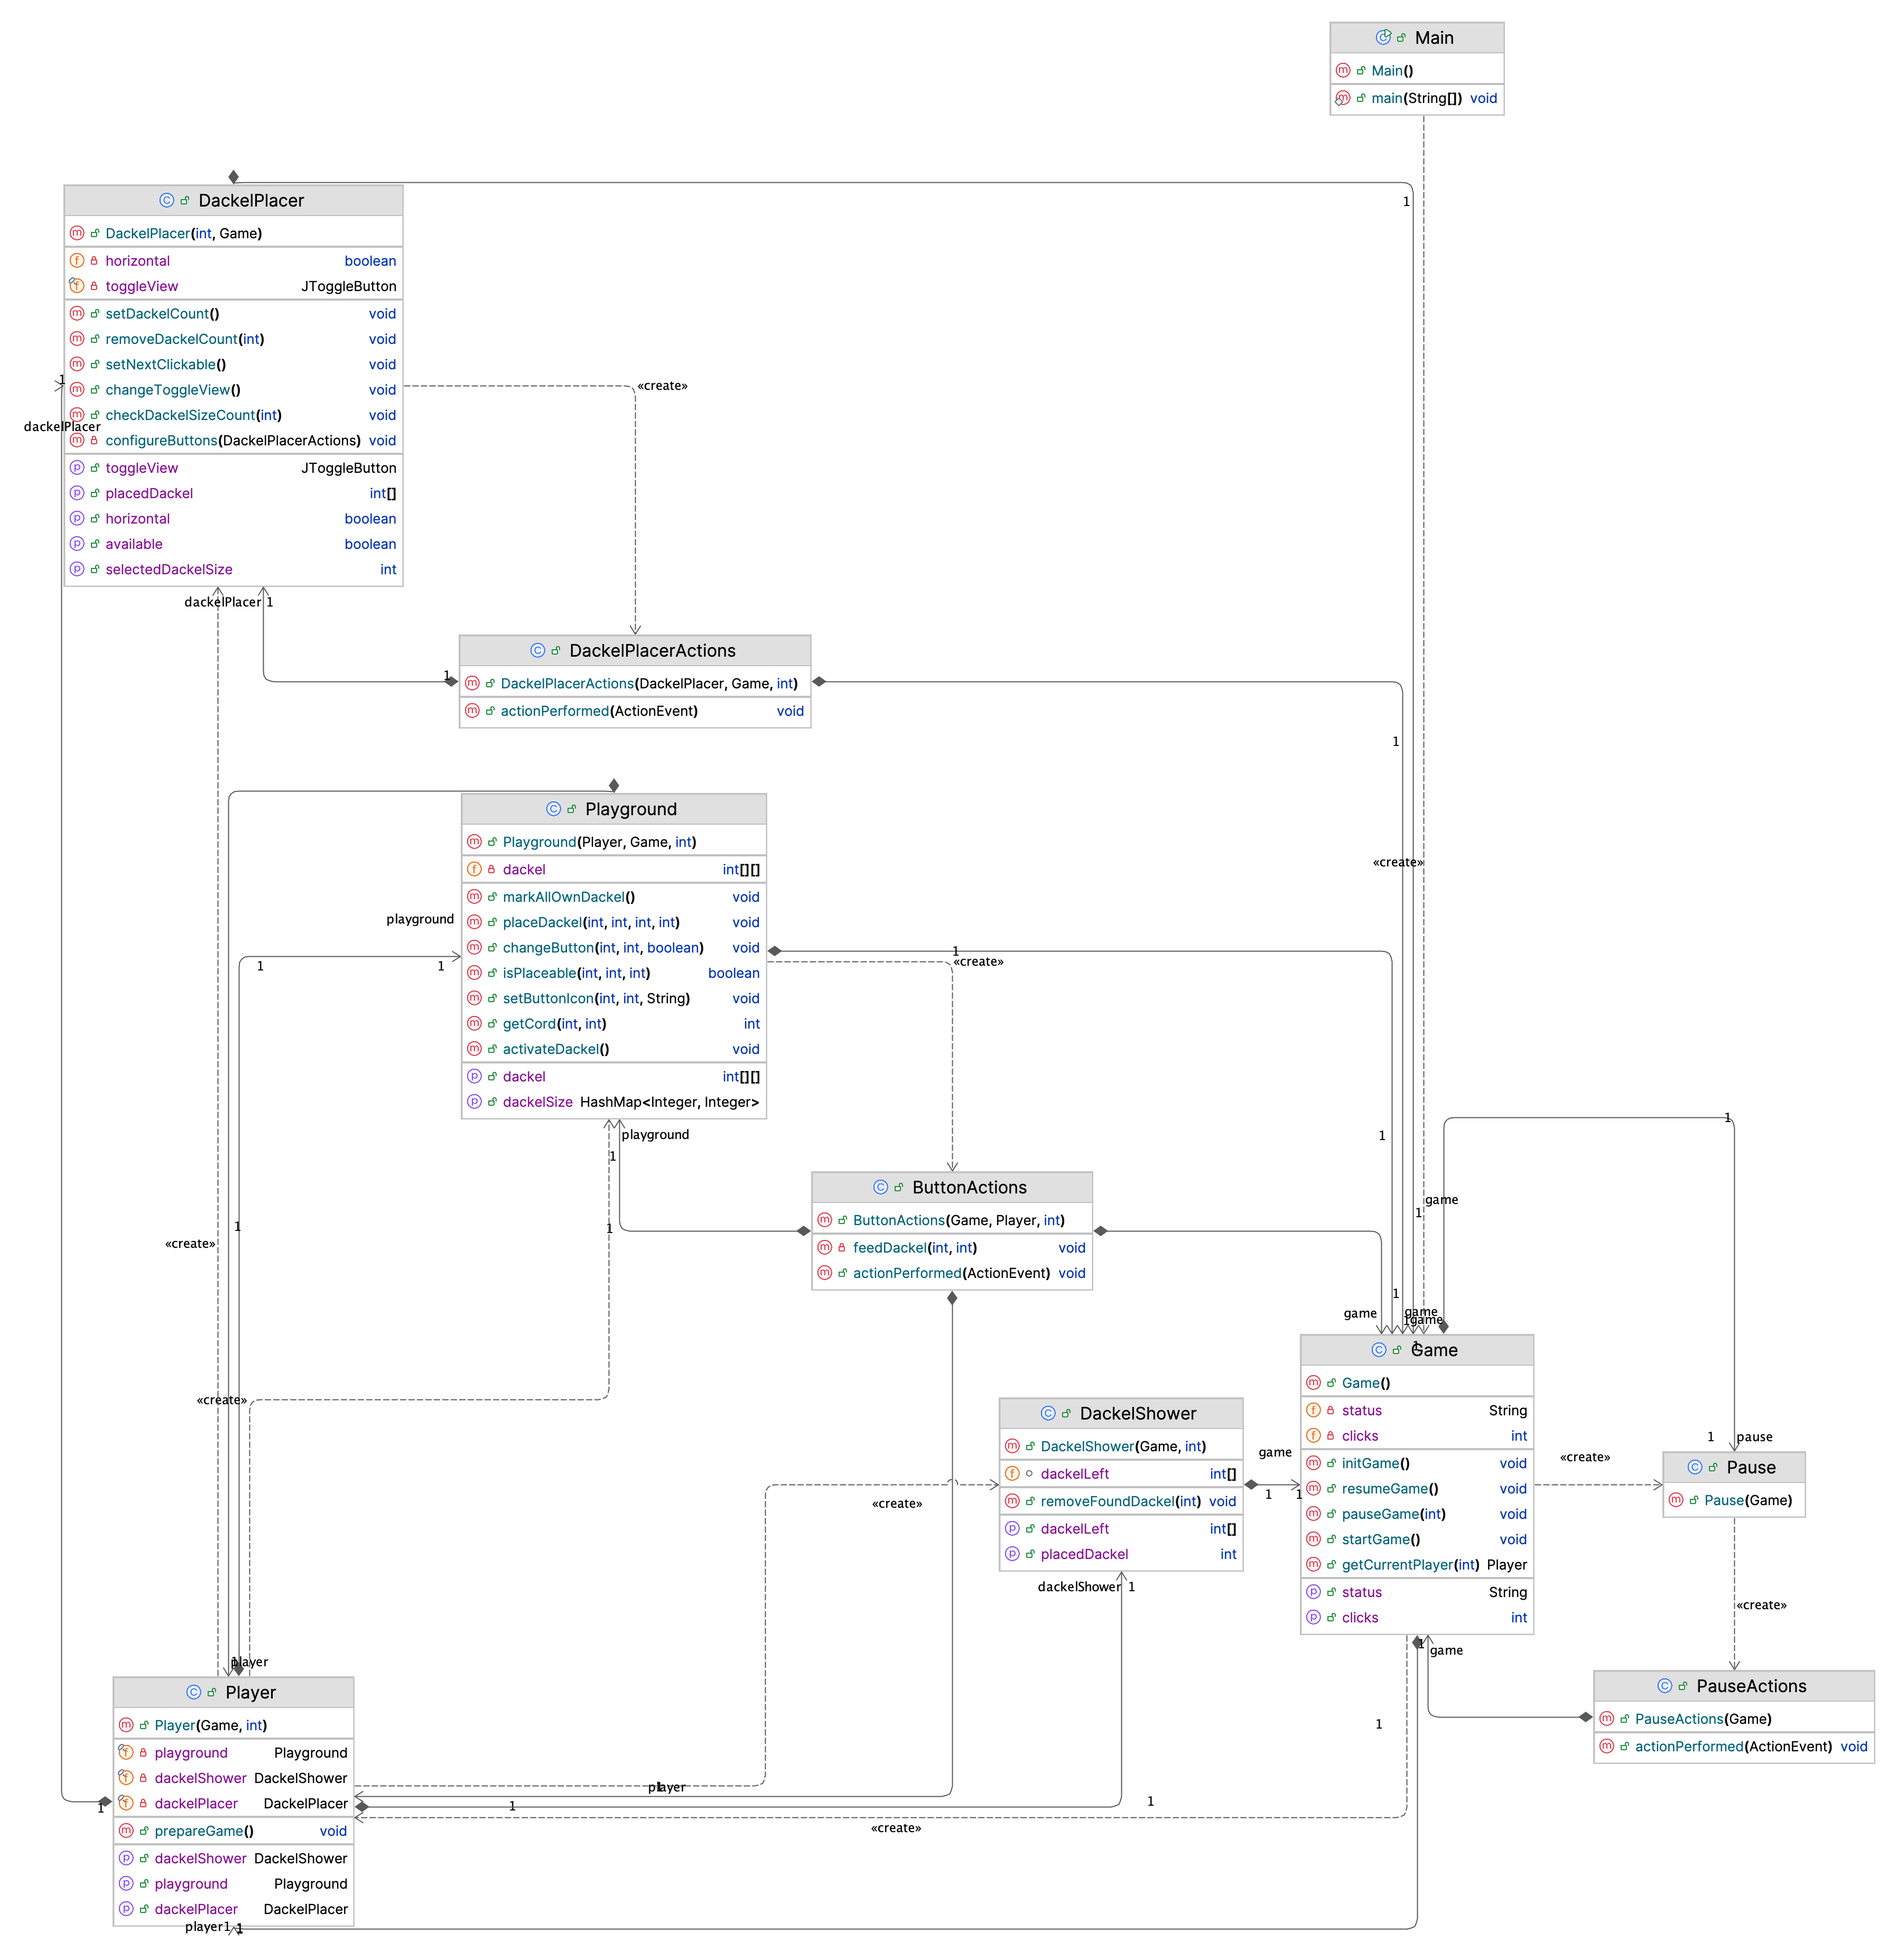 Main
Main()
main(String[]) void
1
DackelPlacer
DackelPlacer(int, Game)
horizontal boolean
toggleView JToggleButton
setDackelCount() void
removeDackelCount(int) void
setNextClickable() void
changeToggleView() void
checkDackelSizeCount(int) void
configureButtons(DackelPlacerActions) void
toggleView JToggleButton
placedDackel int[]
horizontal boolean
available boolean
selectedDackelSize int
1
dackelPlacer
«create»
dackelPlacer 1
DackelPlacerActions
DackelPlacerActions(DackelPlacer, Game, int)
actionPerformed(ActionEvent) void
1
1
Playground
Playground(Player, Game, int)
dackel int[][]
markAllOwnDackel() void
placeDackel(int, int, int, int) void
changeButton(int, int, boolean) void
isPlaceable(int, int, int) boolean
setButtonIcon(int, int, String) void
getCord(int, int) int
activateDackel() void
dackel int[][]
dackelSize HashMap<Integer, Integer>
«create»
playground
1
1
1
«create»
playground
1
1
1
ButtonActions
ButtonActions(Game, Player, int)
feedDackel(int, int) void
actionPerformed(ActionEvent) void
1
game
1
1
«create»
1
«create»
1
game
game
game
1
Game
Game()
status String
clicks int
initGame() void
resumeGame() void
pauseGame(int) void
startGame() void
getCurrentPlayer(int) Player
status String
clicks int
DackelShower
DackelShower(Game, int)
dackelLeft int[]
removeFoundDackel(int) void
dackelLeft int[]
placedDackel int
game
1
1
«create»
dackelShower 1
1 pause
Pause
Pause(Game)
«create»
«create»
1
game
PauseActions
PauseActions(Game)
actionPerformed(ActionEvent) void
1
player
Player
Player(Game, int)
playground Playground
dackelShower DackelShower
dackelPlacer DackelPlacer
prepareGame() void
dackelShower DackelShower
playground Playground
dackelPlacer DackelPlacer
1
player
1
1
1
«create»
player1 1